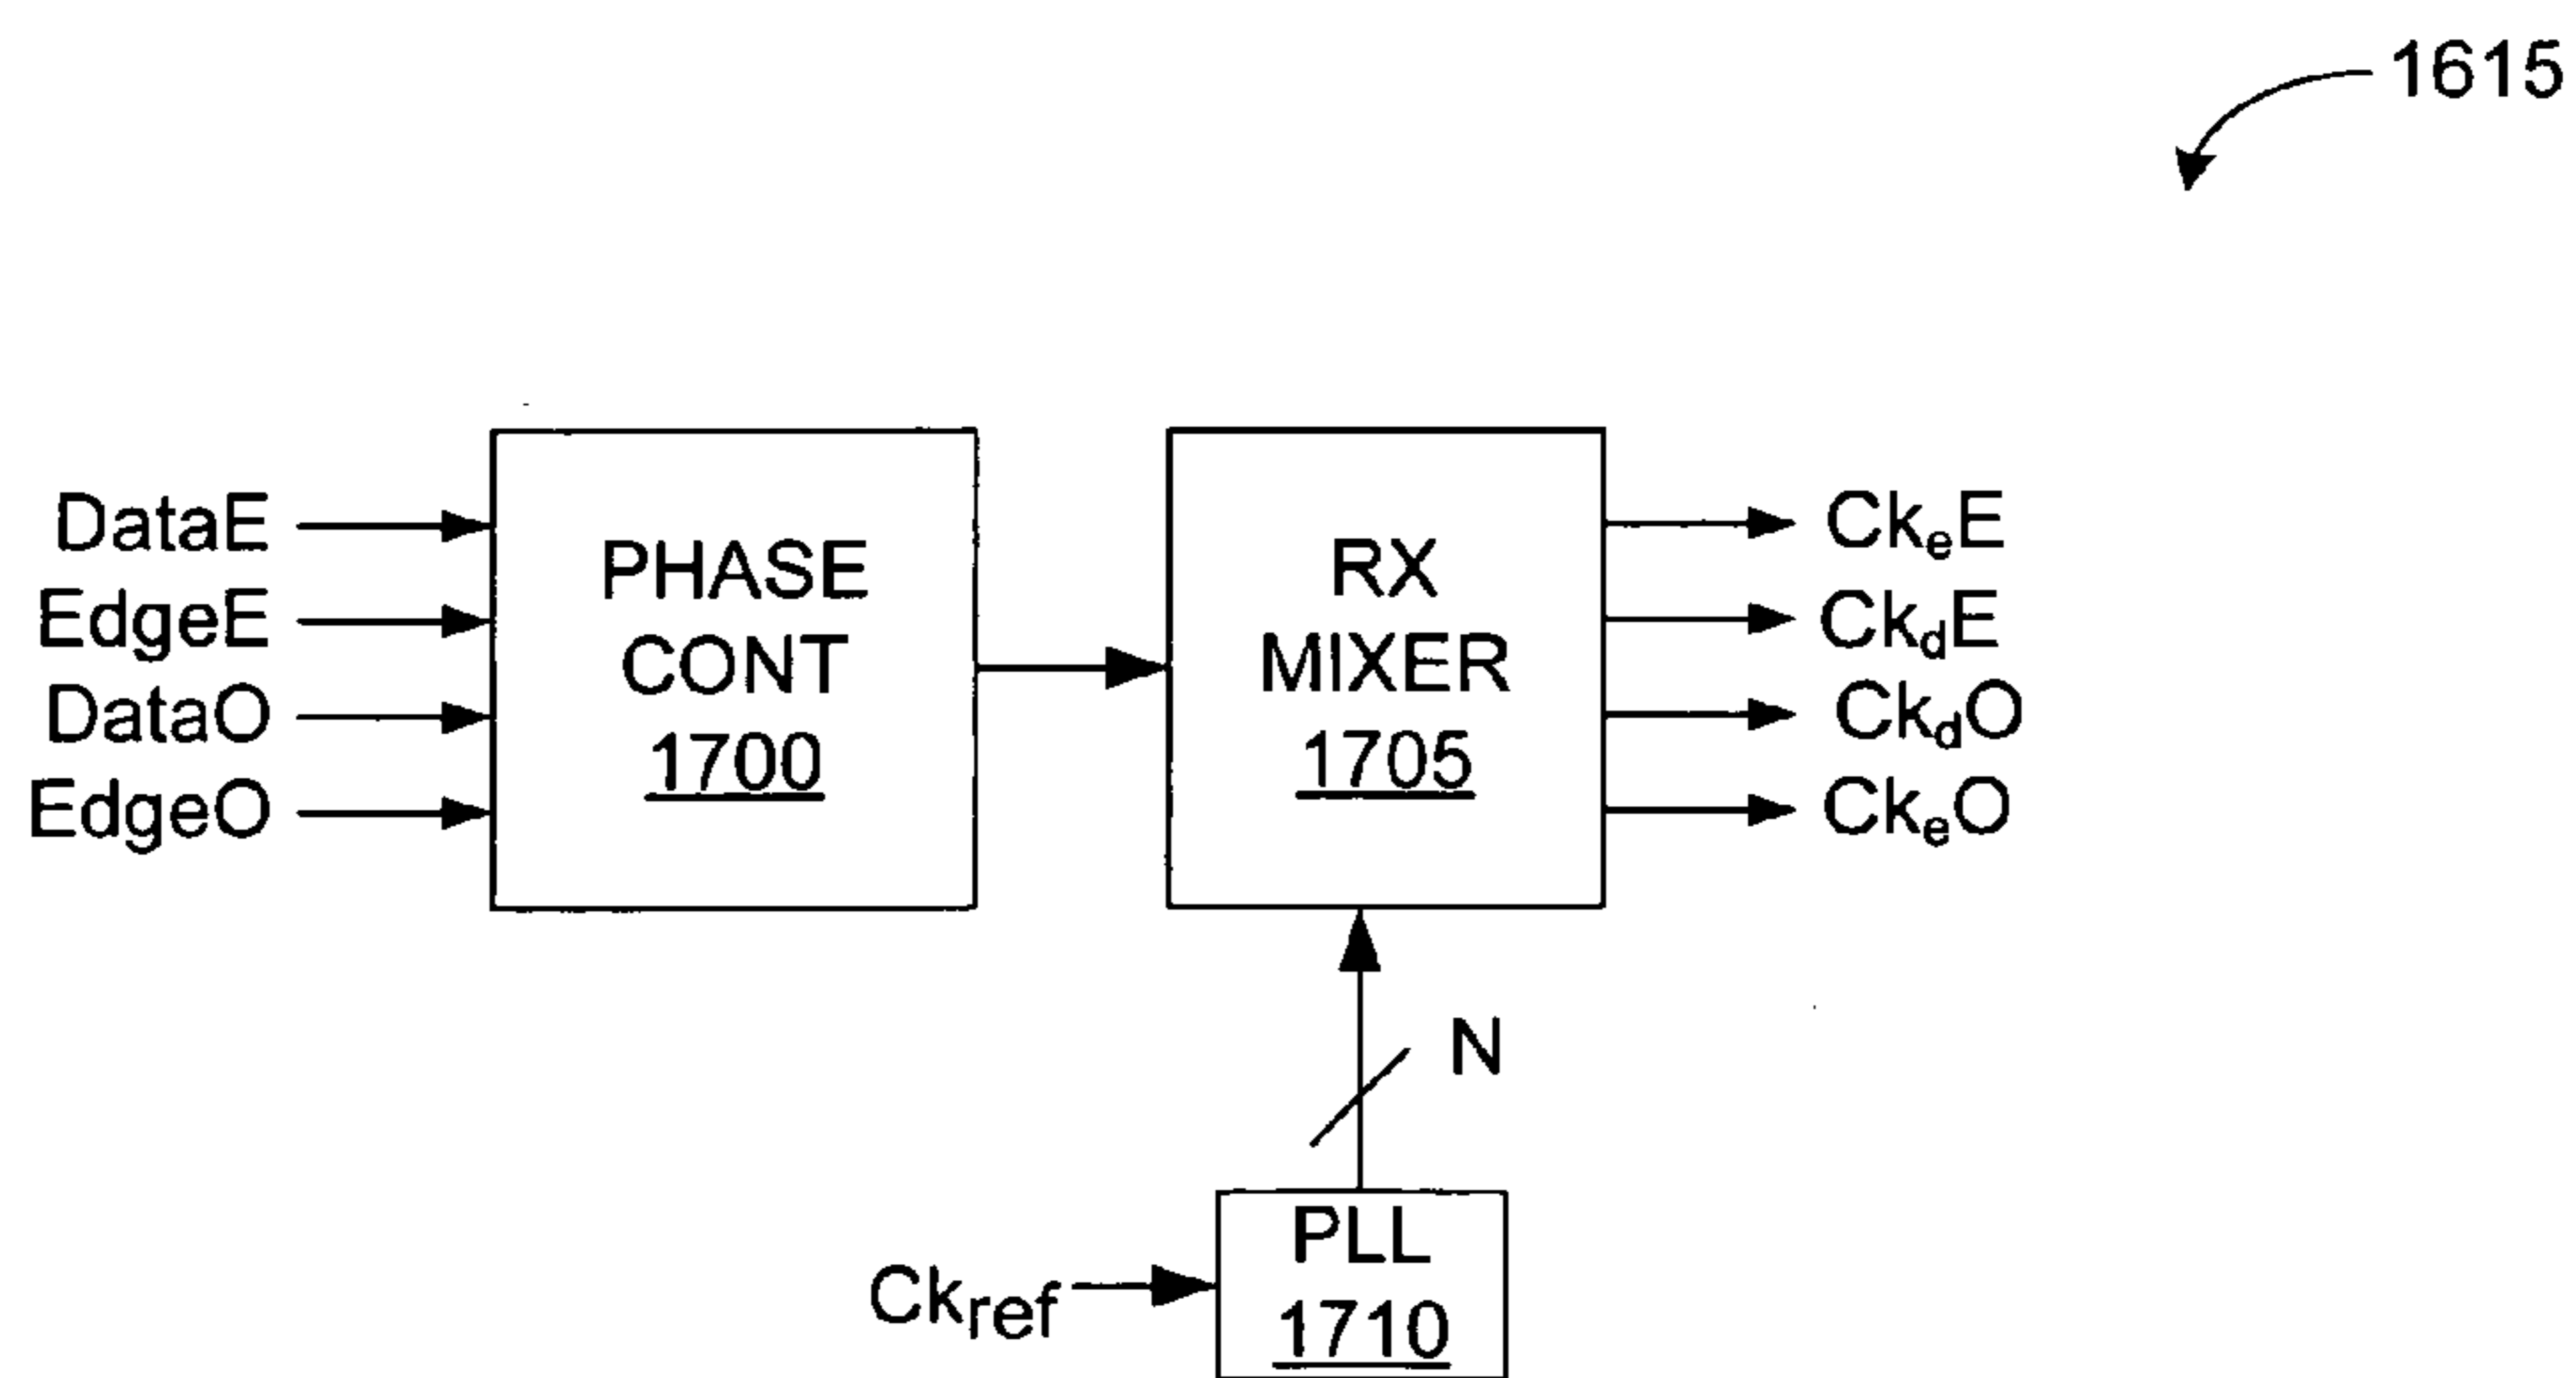 1615
DataE
EdgeE
DataO
EdgeO
PHASE
CONT
1700
RX
MIXER
1705
CkeE
CkdE
CkdO
CkeO
N
Ckref
PLL
1710